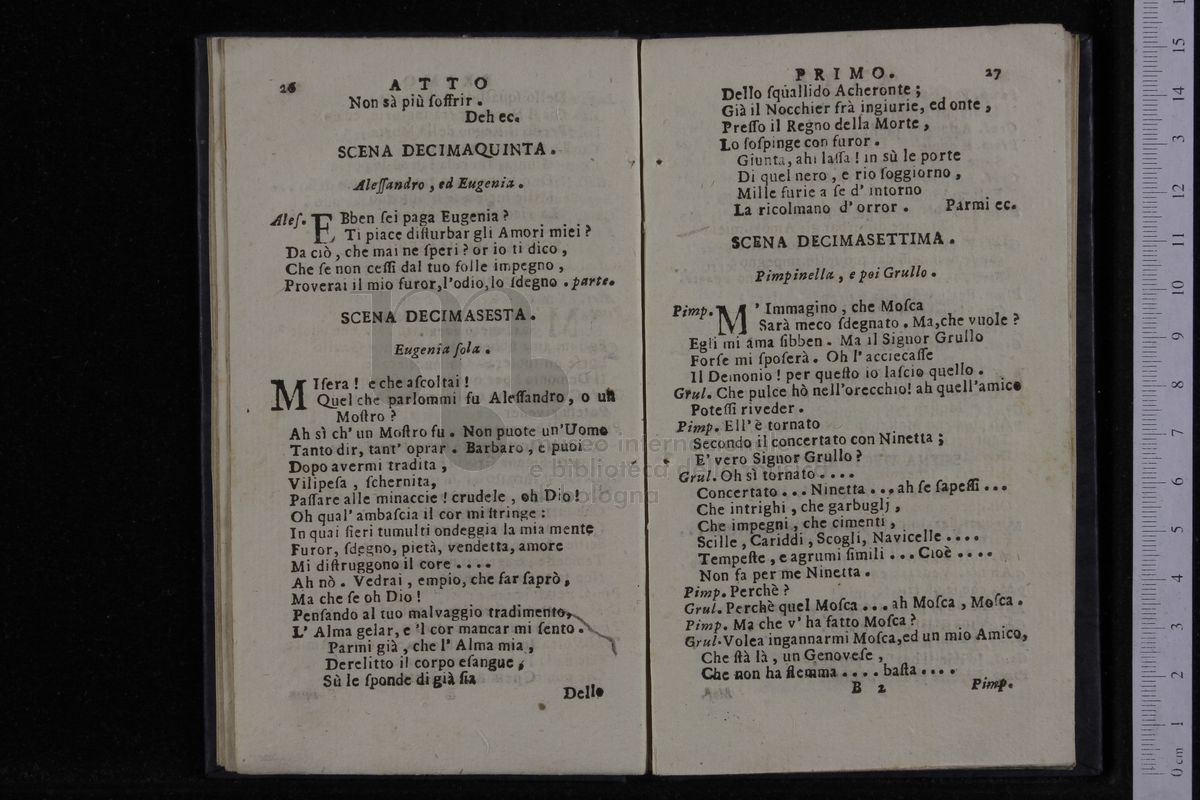 26 ATTO
Non sà più ſoffrir.
Deh ec.
SCENA DECIMAQUINTA.
Aleſſandro, ed Eugenia.
Aleſ. EBben ſei paga Eugenia?
Ti piace diſturbar gli Amori miei?
Da ciò, che mai ne ſperi? or io ti dico,
Che ſe non ceſſi dal tuo folle impegno,
Proverai il mio furor, l'odio, lo ſdegno. parte.
SCENA DECIMASESTA.
Eugenia ſola.
MIſera! e che aſcoltai!
Quel che parlommi fu Aleſſandro, o un
Moſtro?
Ah sì ch' un Moſtro fu. Non puote un'Uomo
Tanto dir, tant' oprar. Barbaro, e puoi
Dopo avermi tradita,
Vilipeſa, ſchernita,
Paſſare alle minaccie! crudele, oh Dio!
Oh qual' ambaſcia il cor mi ſtringe:
In quai fieri tumulti ondeggia la mia mente
Furor, ſdegno, pietà, vendetta, amore
Mi diſtruggono il core ....
Ah nò. Vedrai, empio, che far ſaprò,
Ma che ſe oh Dio!
Penſando al tuo malvaggio tradimento,
L' Alma gelar, e 'l cor mancar mi ſento.
Parmi già, che l' Alma mia,
Derelitto il corpo eſangue,
Sù le ſponde di già ſia
Dello
PRIMO. 27
Dello ſquallido Acheronte;
Già il Nocchier frà ingiurie, ed onte,
Preſſo il Regno della Morte,
Lo ſoſpinge con furor.
Giunta, ahi laſſa! in sù le porte
Di quel nero, e rio ſoggiorno,
Mille furie a ſe d' intorno
La ricolmano d' orror. Parmi ec.
SCENA DECIMASETTIMA.
Pimpinella, e poi Grullo.
Pimp. M' Immagino, che Moſca
Sarà meco ſdegnato. Ma, che vuole?
Egli mi ama ſibben. Ma il Signor Grullo
Forſe mi ſpoſerà. Oh l' acciecaſſe
Il Demonio! per queſto io laſcio quello.
Grul. Che pulce hò nell'orecchio! ah quell'amico
Poteſſi riveder.
Pimp. Ell' è tornato
Secondo il concertato con Ninetta;
E' vero Signor Grullo?
Grul. Oh sì tornato ....
Concertato ... Ninetta ... ah ſe ſapeſſi ...
Che intrighi, che garbuglj,
Che impegni, che cimenti,
Scille, Cariddi, Scogli, Navicelle ....
Tempeſte, e agrumi ſimili ... Cioè ....
Non fa per me Ninetta.
Pimp. Perchè?
Grul. Perchè quel Moſca ... ah Moſca, Moſca.
Pimp. Ma che v' ha fatto Moſca?
Grul. Volea ingannarmi Moſca, ed un mio Amico,
Che ſtà là, un Genoveſe,
Che non ha flemma .... baſta ....
B 2 Pimp.